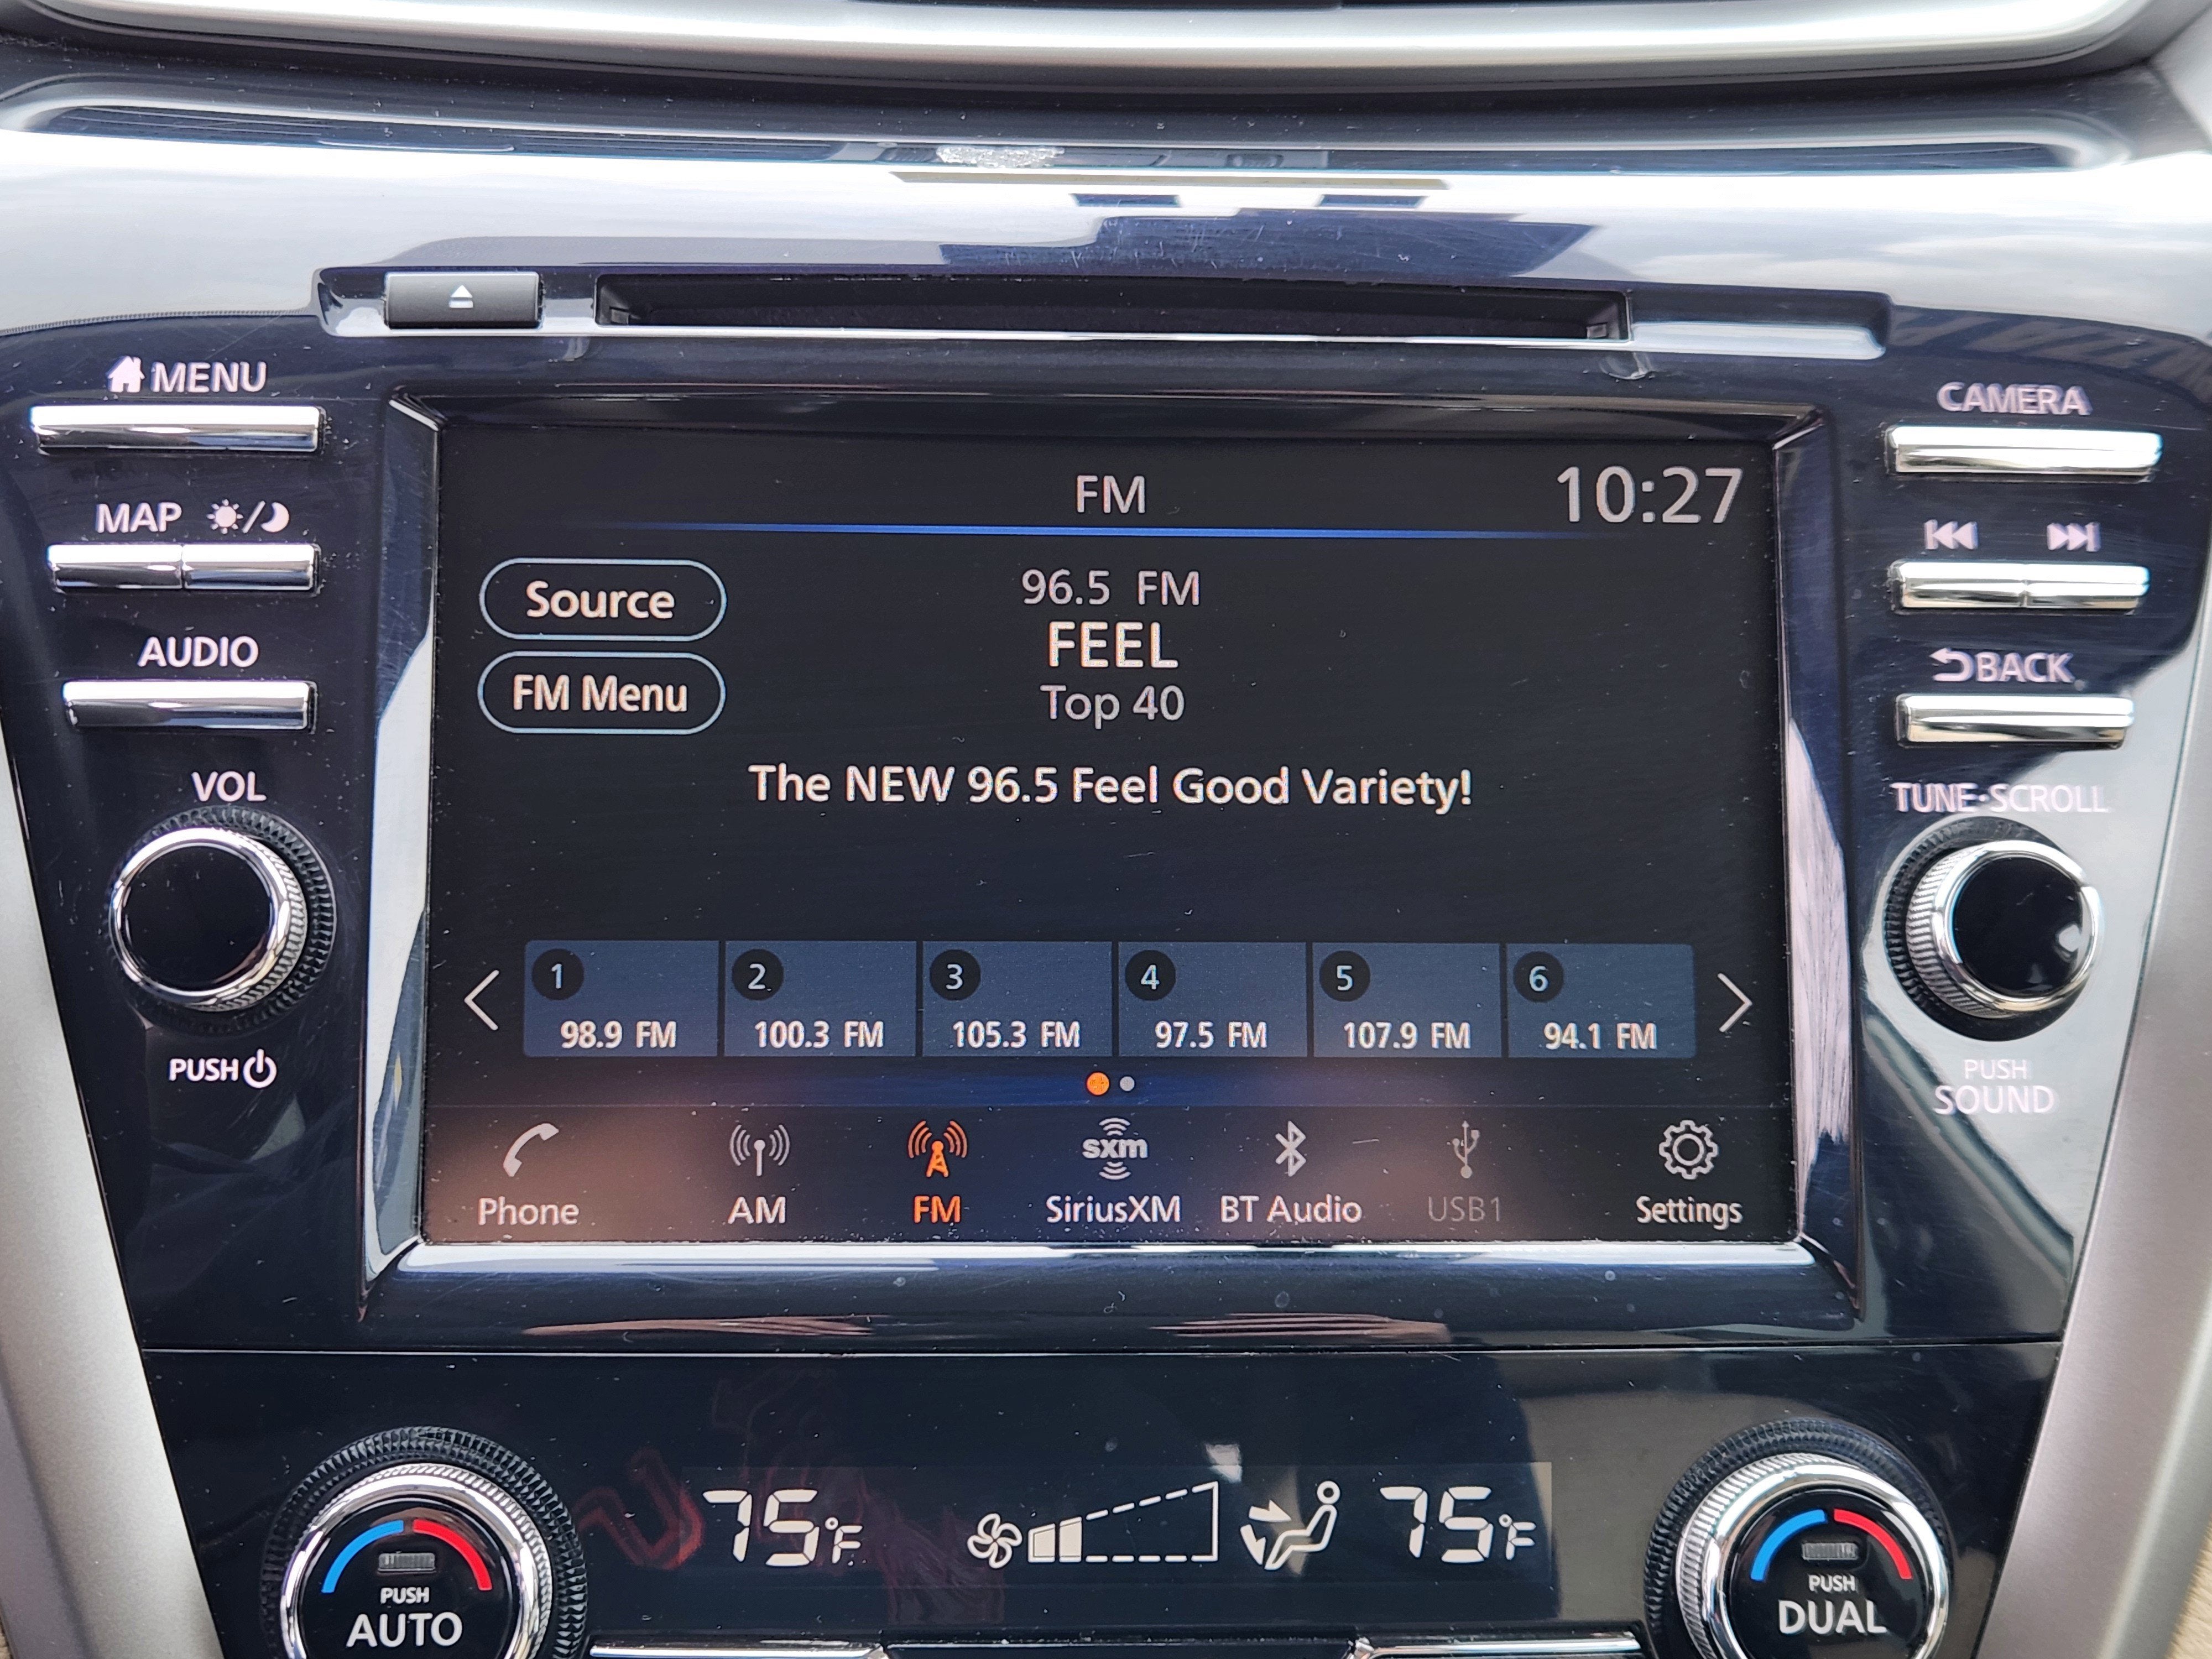 MENU
CAMERA
FM
10:27
MAP
Source
96.5 FM
FEEL
Top 40
FM Menu
AUDIO
BACK
The NEW 96.5 Feel Good Variety!
VOL
TUNE·SCROLL
1 2 3 4 5 6
98.9 FM 100.3 FM 105.3 FM 97.5 FM 107.9 FM 94.1 FM
PUSH
PUSH
SOUND
sxm
Phone AM FM SiriusXM BT Audio USB1 Settings
75°F 75°F
PUSH
AUTO
PUSH
DUAL